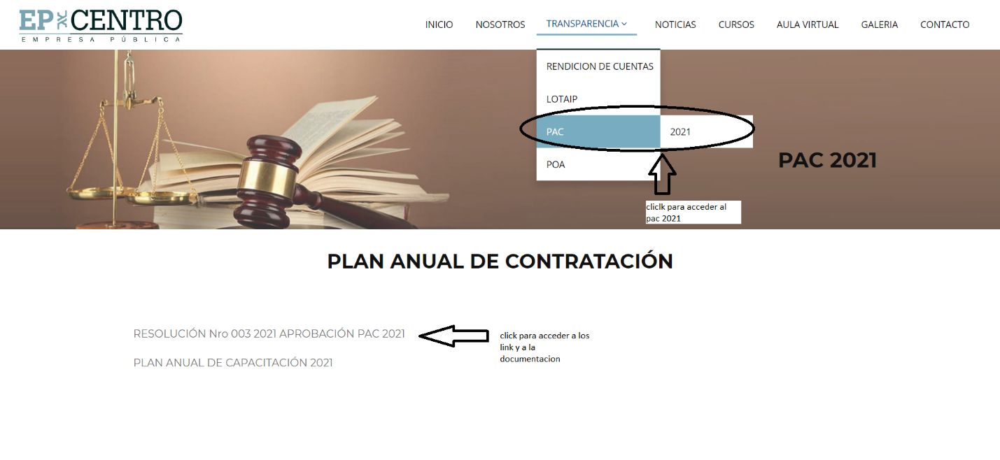 EP CENTRO
EMPRESA PÚBLICA
INICIO NOSOTROS TRANSPARENCIA NOTICIAS CURSOS AULA VIRTUAL GALERIA CONTACTO
RENDICION DE CUENTAS
LOTAIP
PAC 2021
POA
PAC 2021
cliclk para acceder al
pac 2021
PLAN ANUAL DE CONTRATACIÓN
RESOLUCIÓN Nro 003 2021 APROBACIÓN PAC 2021
click para acceder a los
link y a la
documentacion
PLAN ANUAL DE CAPACITACIÓN 2021